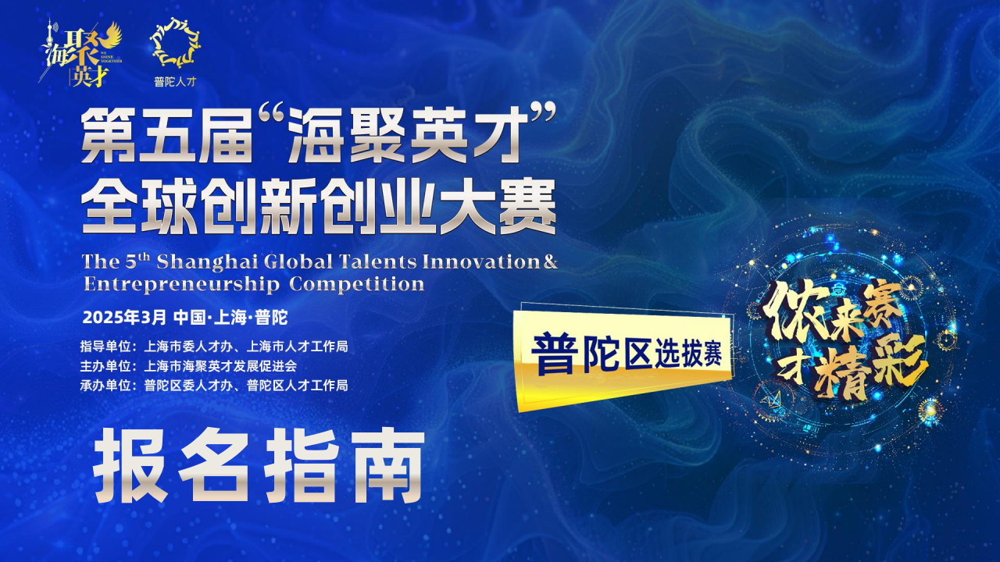 海聚英才
WE
SHINE
TOGETHER
普陀人才
第五届“海聚英才”
全球创新创业大赛
The 5th Shanghai Global Talents Innovation&
Entrepreneurship Competition
2025年3月 中国·上海·普陀
指导单位：上海市委人才办、上海市人才工作局
主办单位：上海市海聚英才发展促进会
承办单位：普陀区委人才办、普陀区人才工作局
普陀区选拔赛
侬来赛
才精彩
报名指南